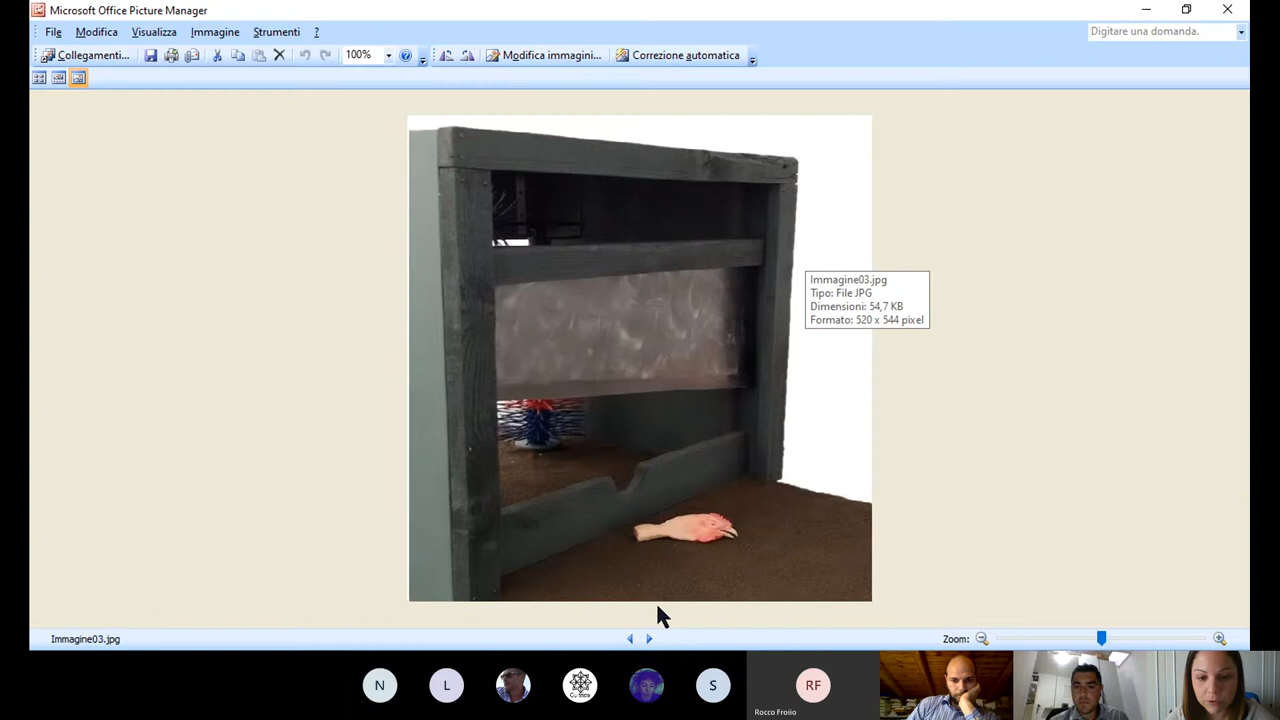 Microsoft Office Picture Manager
File Modifica Visualizza Immagine Strumenti ?
Digitare una domanda.
Collegamenti... 100% Modifica immagini... Correzione automatica
Immagine03.jpg
Tipo: File JPG
Dimensioni: 54,7 KB
Formato: 520 x 544 pixel
Immagine03.jpg
Zoom:
N L S RF
Rocco Froiio